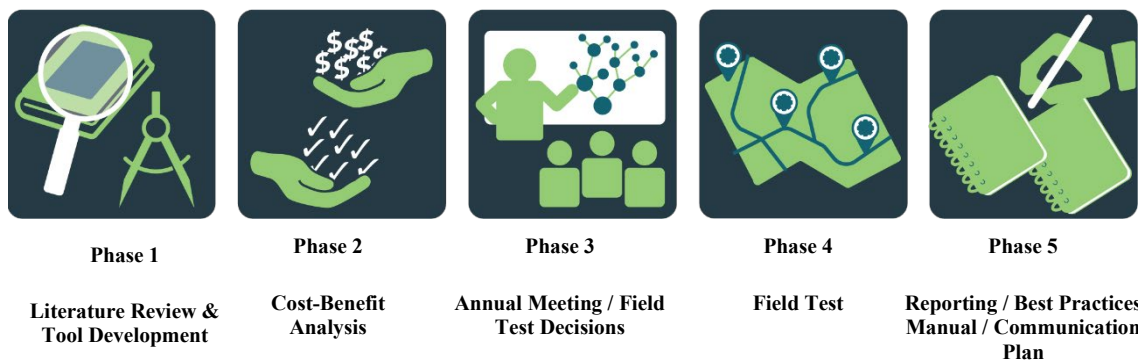 $$$$$$$
Phase 1
Literature Review &
Tool Development
Phase 2
Cost-Benefit
Analysis
Phase 3
Annual Meeting / Field
Test Decisions
Phase 4
Field Test
Phase 5
Reporting / Best Practices
Manual / Communication
Plan